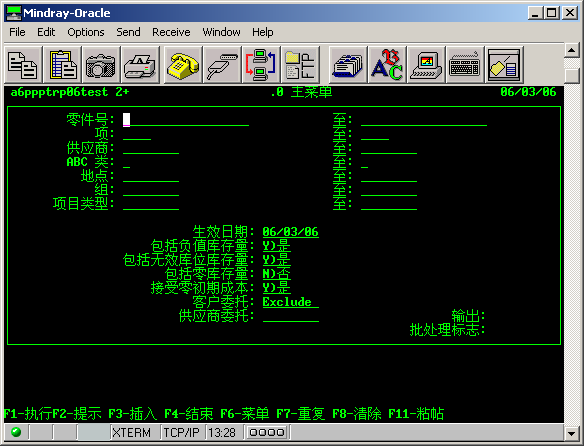 Mindray-Oracle
File Edit Options Send Receive Window Help
a6ppptrp06test 2+ .0 主菜单 06/03/06
零件号: 至:
项: 至:
供应商: 至:
ABC 类: 至:
地点: 至:
组: 至:
项目类型: 至:
生效日期: 06/03/06
包括负值库存量: Y)是
包括无效库位库存量: Y)是
包括零库存量: N)否
接受零初期成本: Y)是
客户委托: Exclude
供应商委托: 输出:
批处理标志:
F1-执行F2-提示 F3-插入 F4-结束 F6-菜单 F7-重复 F8-清除 F11-粘帖
XTERM TCP/IP 13:28